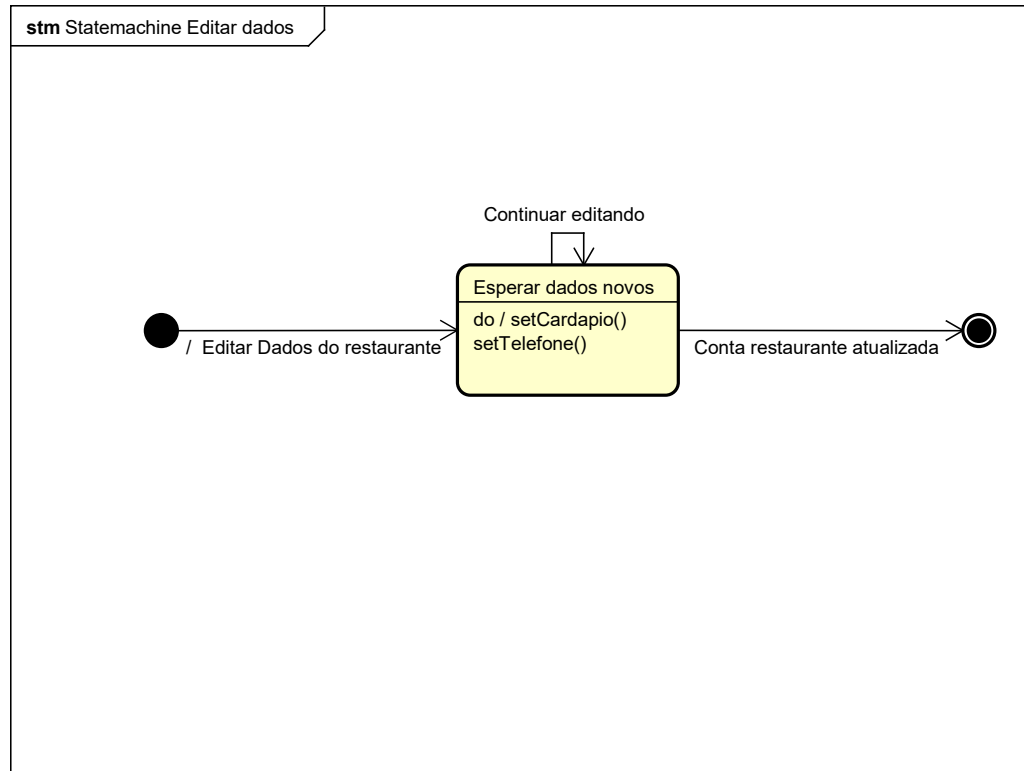 stm Statemachine Editar dados
Continuar editando
Esperar dados novos
do / setCardapio()
setTelefone()
/ Editar Dados do restaurante
Conta restaurante atualizada